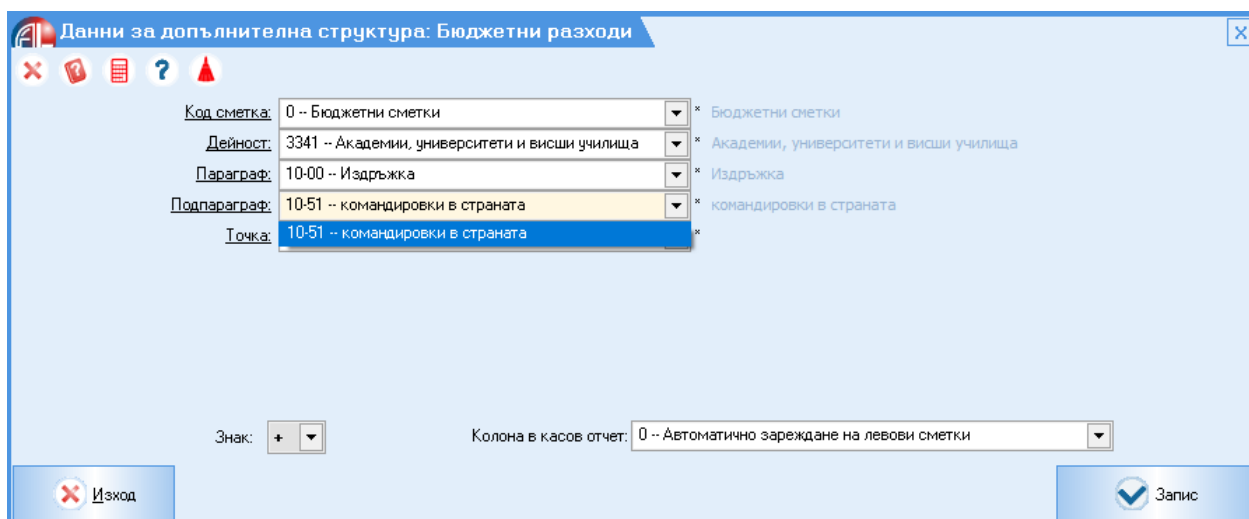 Данни за допълнителна структура: Бюджетни разходи
Код сметка: 0 -- Бюджетни сметки * Бюджетни сметки
Дейност: 3341 -- Академии, университети и висши училища * Академии, университети и висши училища
Параграф: 10-00 -- Издръжка * Издръжка
Подпараграф: 10-51 -- командировки в страната * командировки в страната
Точка: 10-51 -- командировки в страната *
Знак: + Колона в касов отчет: 0 -- Автоматично зареждане на левови сметки
Изход Запис